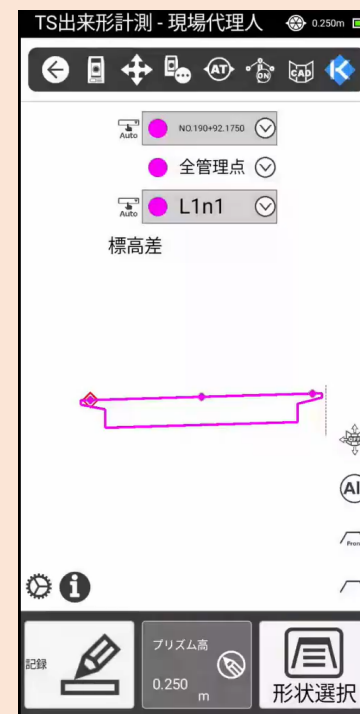 TS出来形計測 - 現場代理人 0.250m
AT
ON
CAD
Auto NO.190+92.1750
全管理点
Auto L1n1
標高差
Al
Fron
i
記録
プリズム高
0.250 m
形状選択